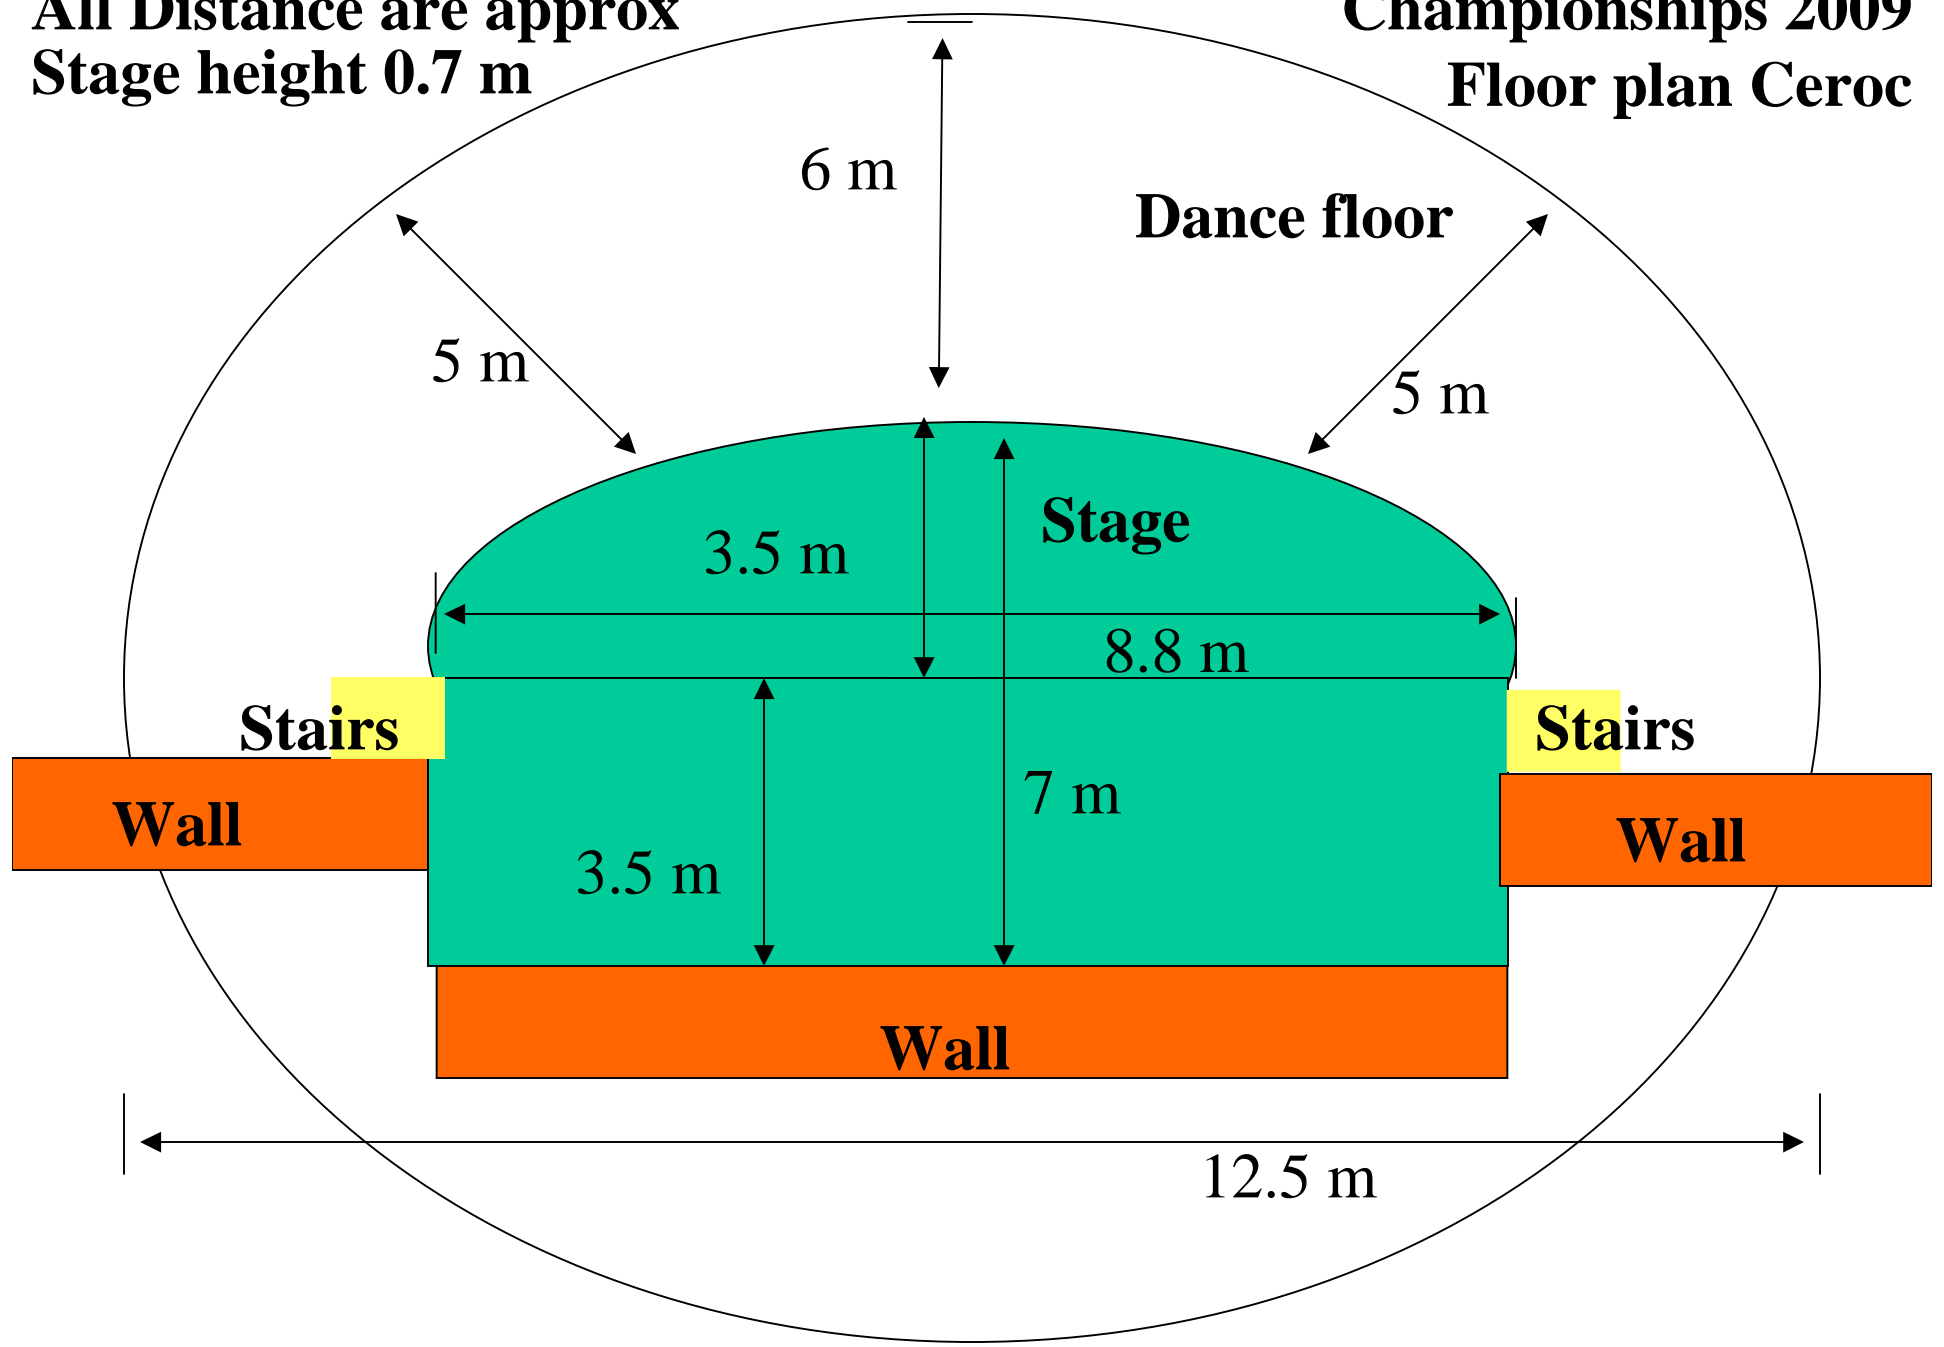 All Distance are approx
Stage height 0.7 m
Championships 2009
Floor plan Ceroc
6 m
Dance floor
5 m
5 m
Stage
3.5 m
8.8 m
Stairs
Stairs
7 m
Wall
Wall
3.5 m
Wall
12.5 m